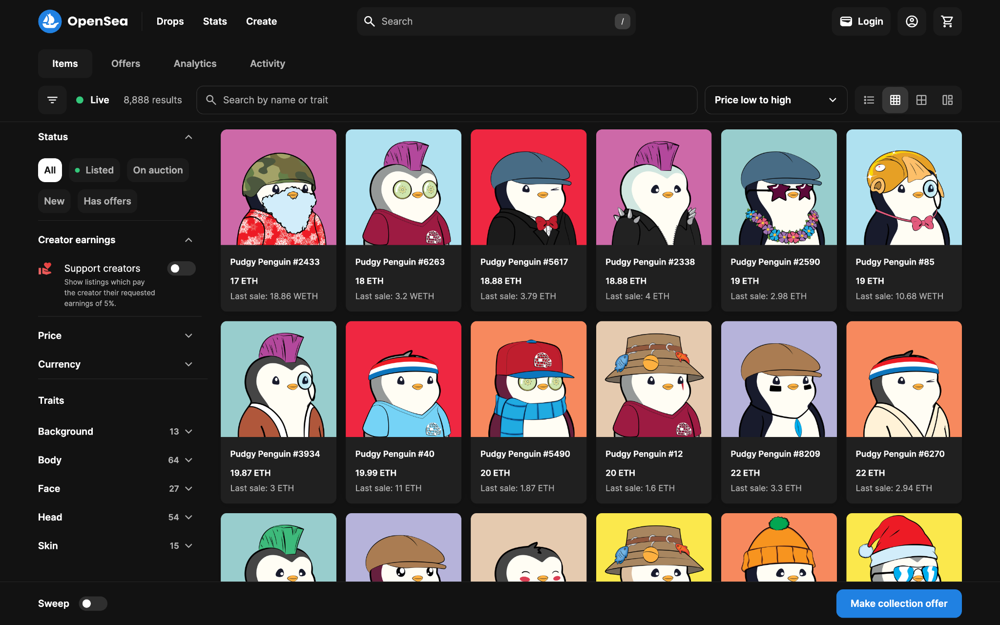 OpenSea
Drops
Stats
Create
Search
/
Login
Items
Offers
Analytics
Activity
Live
8,888 results
Search by name or trait
Price low to high
Status
All
Listed
On auction
New
Has offers
Creator earnings
Support creators
Show listings which pay
the creator their requested
earnings of 5%.
Price
Currency
Traits
Background
13
Body
64
Face
27
Head
54
Skin
15
Pudgy Penguin #2433
17 ETH
Last sale: 18.86 WETH
Pudgy Penguin #6263
18 ETH
Last sale: 3.2 WETH
Pudgy Penguin #5617
18.88 ETH
Last sale: 3.79 ETH
Pudgy Penguin #2338
18.88 ETH
Last sale: 4 ETH
Pudgy Penguin #2590
19 ETH
Last sale: 2.98 ETH
Pudgy Penguin #85
19 ETH
Last sale: 10.68 WETH
Pudgy Penguin #3934
19.87 ETH
Last sale: 3 ETH
Pudgy Penguin #40
19.99 ETH
Last sale: 11 ETH
Pudgy Penguin #5490
20 ETH
Last sale: 1.87 ETH
Pudgy Penguin #12
20 ETH
Last sale: 1.6 ETH
Pudgy Penguin #8209
22 ETH
Last sale: 3.3 ETH
Pudgy Penguin #6270
22 ETH
Last sale: 2.94 ETH
Sweep
Make collection offer